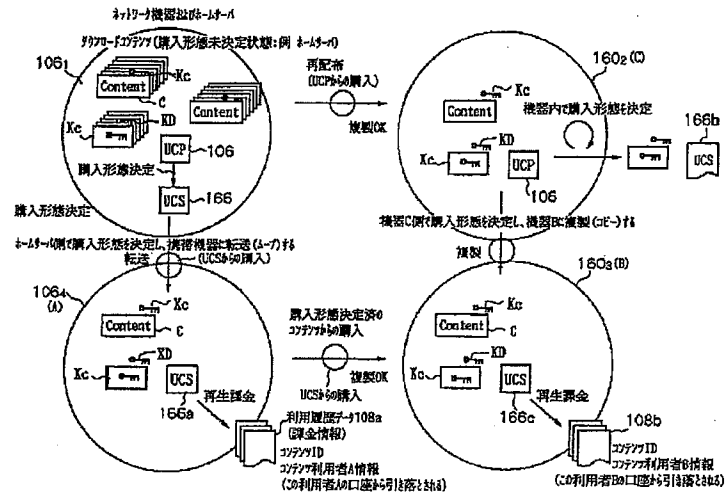 ネットワーク機器およびホームサーバ
ダウンロードコンテンツ(購入形態未決定状態:例 ホームサーバ)
106₁
Kc
Content
C
Content
Kc
KD
UCP
106
購入形態決定
UCS
166
購入形態決定
再配布
(UCPからの購入)
複製OK
160₂(C)
Kc
Content
機器内で購入形態を決定
166b
KD
Kc
UCP
UCS
106
ホームサーバ側で購入形態を決定し、携帯機器に転送(ムーブ)する
転送
(UCSからの購入)
機器C側で購入形態を決定し、機器Bに複製(コピー)する
複製
106₄
(A)
Kc
Content
C
KD
Kc
UCS
166a
再生課金
利用履歴データ108a
(課金情報)
コンテンツID
コンテンツ利用者A情報
(この利用者Aの口座から引き落とされる)
購入形態決定済の
コンテンツからの購入
複製OK
UCSからの購入
160₃(B)
Kc
Content
C
KD
Kc
UCS
166c
再生課金
108b
コンテンツID
コンテンツ利用者B情報
(この利用者Bの口座から引き落とされる)